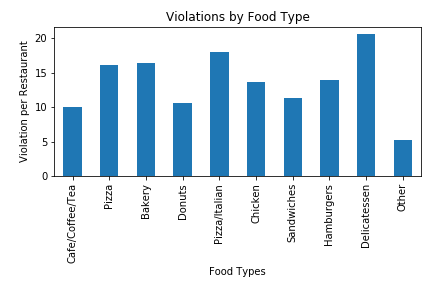 Violations by Food Type
Violation per Restaurant
20
15
10
5
0
Cafe/Coffee/Tea
Pizza
Bakery
Donuts
Pizza/Italian
Chicken
Sandwiches
Hamburgers
Delicatessen
Other
Food Types